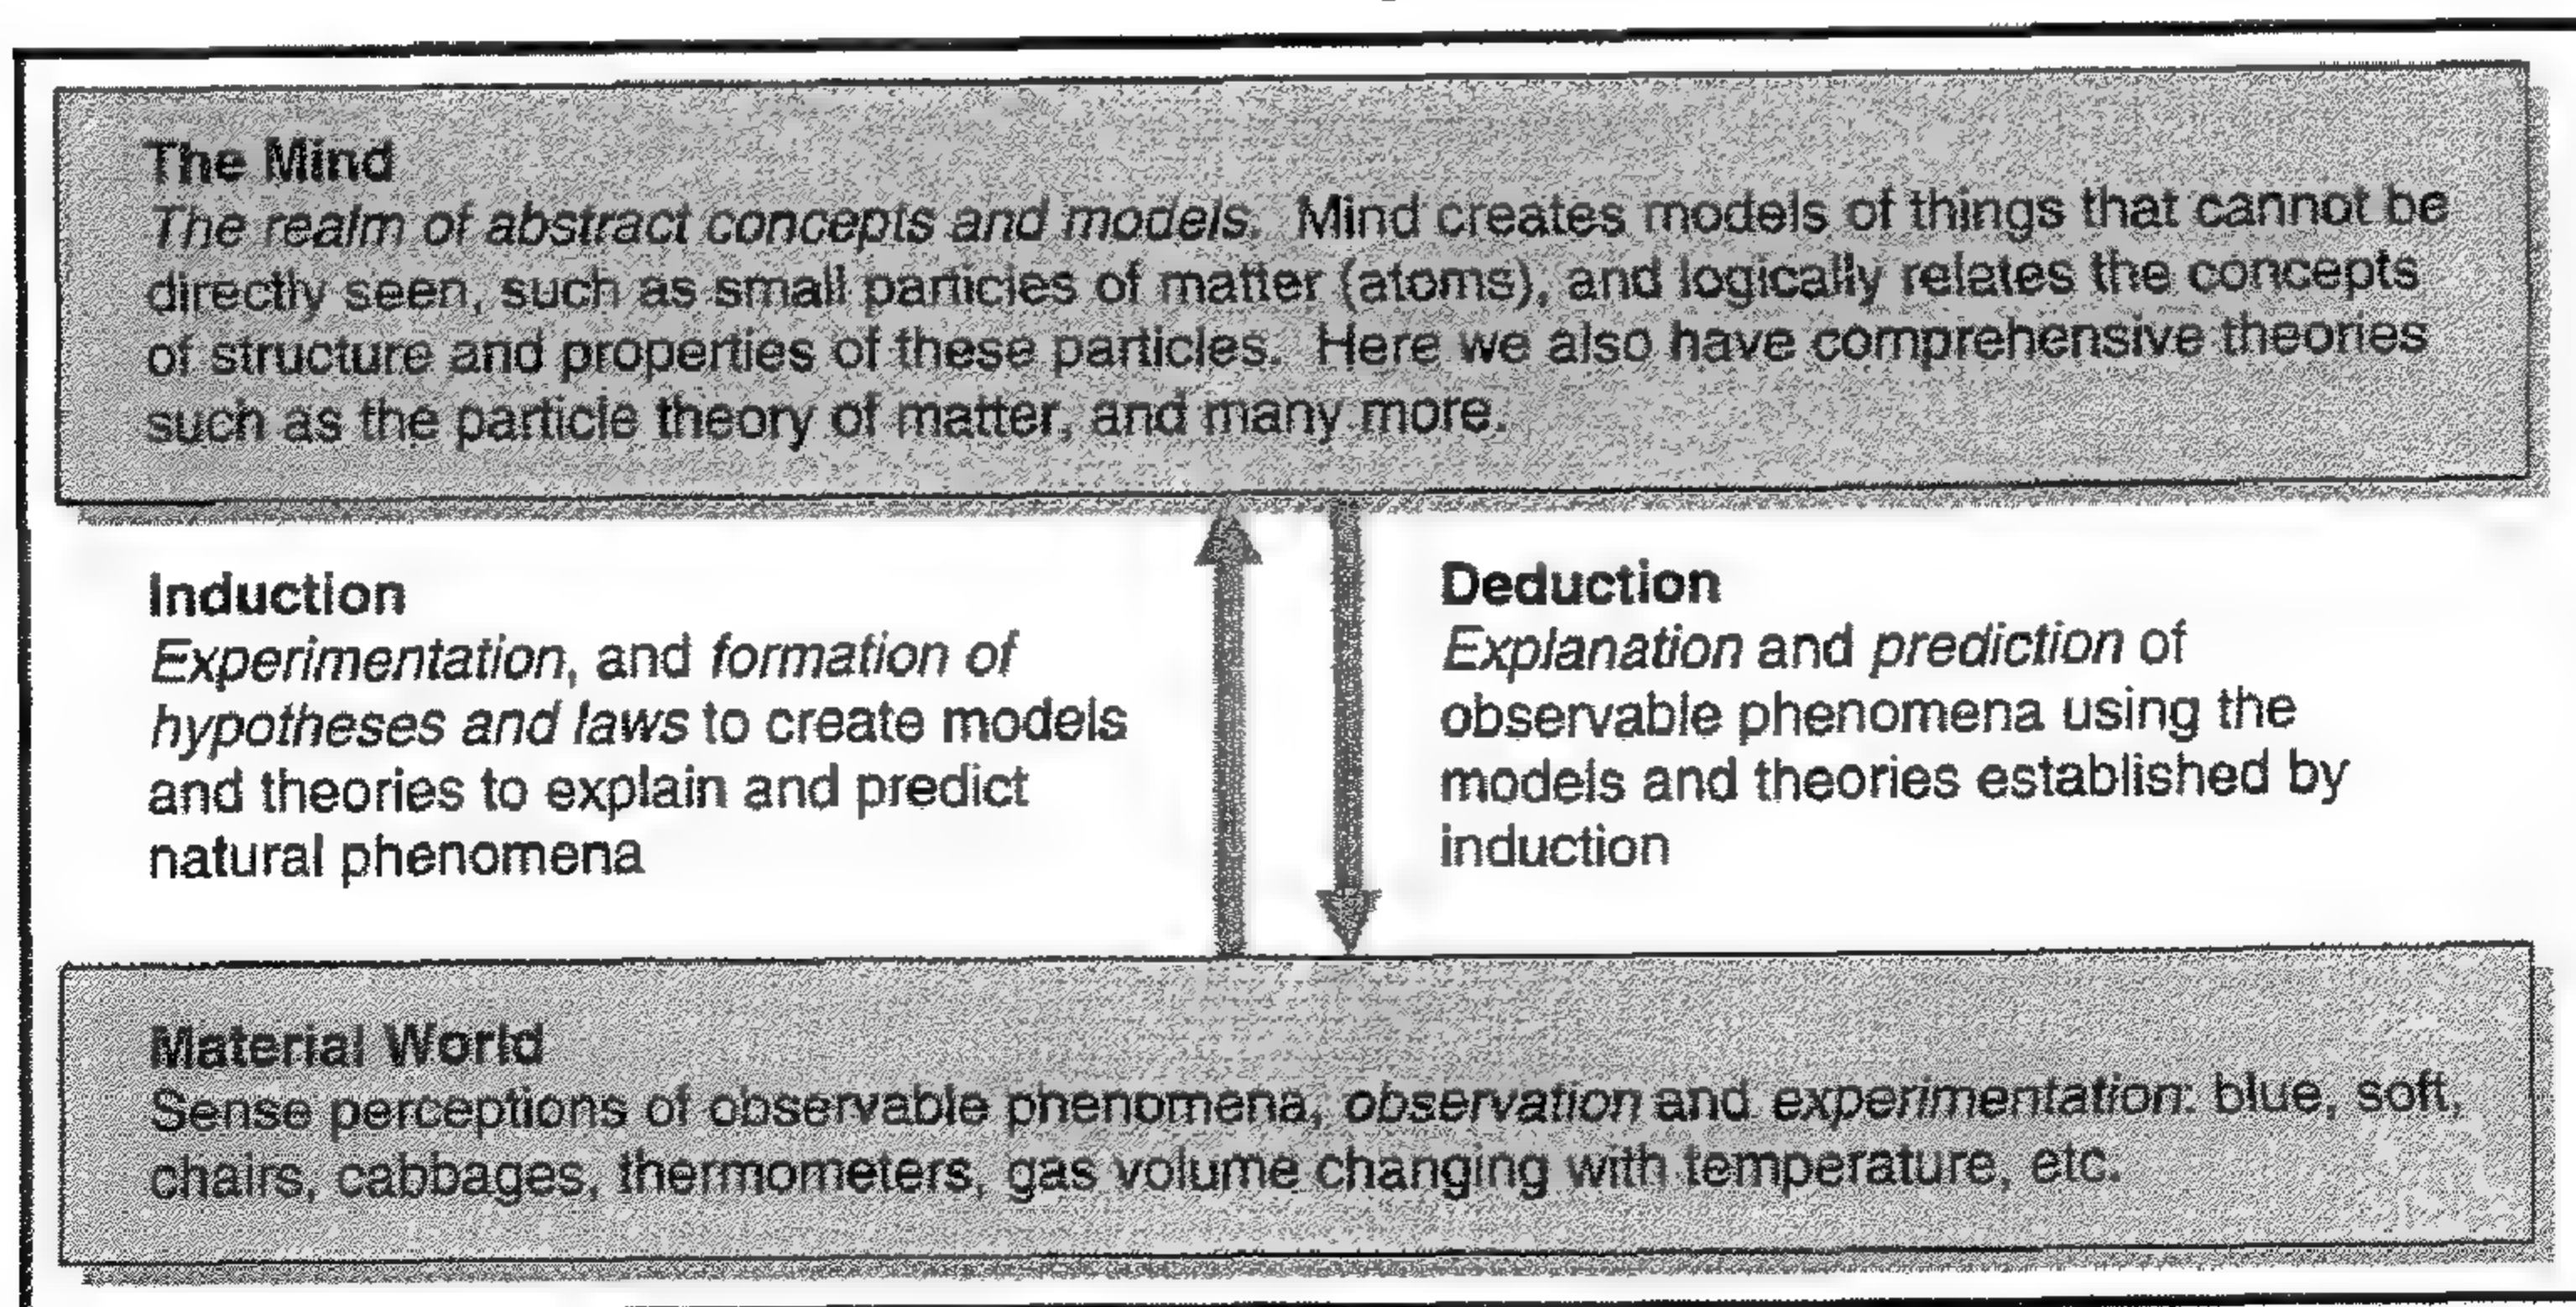 The Mind
The realm of abstract concepts and models. Mind creates models of things that cannot be
directly seen, such as small particles of matter (atoms), and logically relates the concepts
of structure and properties of these particles. Here we also have comprehensive theories
such as the particle theory of matter, and many more.
Induction
Experimentation, and formation of
hypotheses and laws to create models
and theories to explain and predict
natural phenomena
Deduction
Explanation and prediction of
observable phenomena using the
models and theories established by
induction
Material World
Sense perceptions of observable phenomena, observation and experimentation: blue, soft,
chairs, cabbages, thermometers, gas volume changing with temperature, etc.